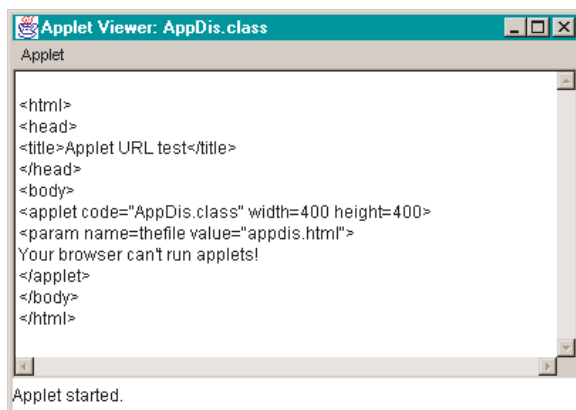 Applet Viewer: AppDis.class
Applet
<html>
<head>
<title>Applet URL test</title>
</head>
<body>
<applet code="AppDis.class" width=400 height=400>
<param name=thefile value="appdis.html">
Your browser can't run applets!
</applet>
</body>
</html>
Applet started.